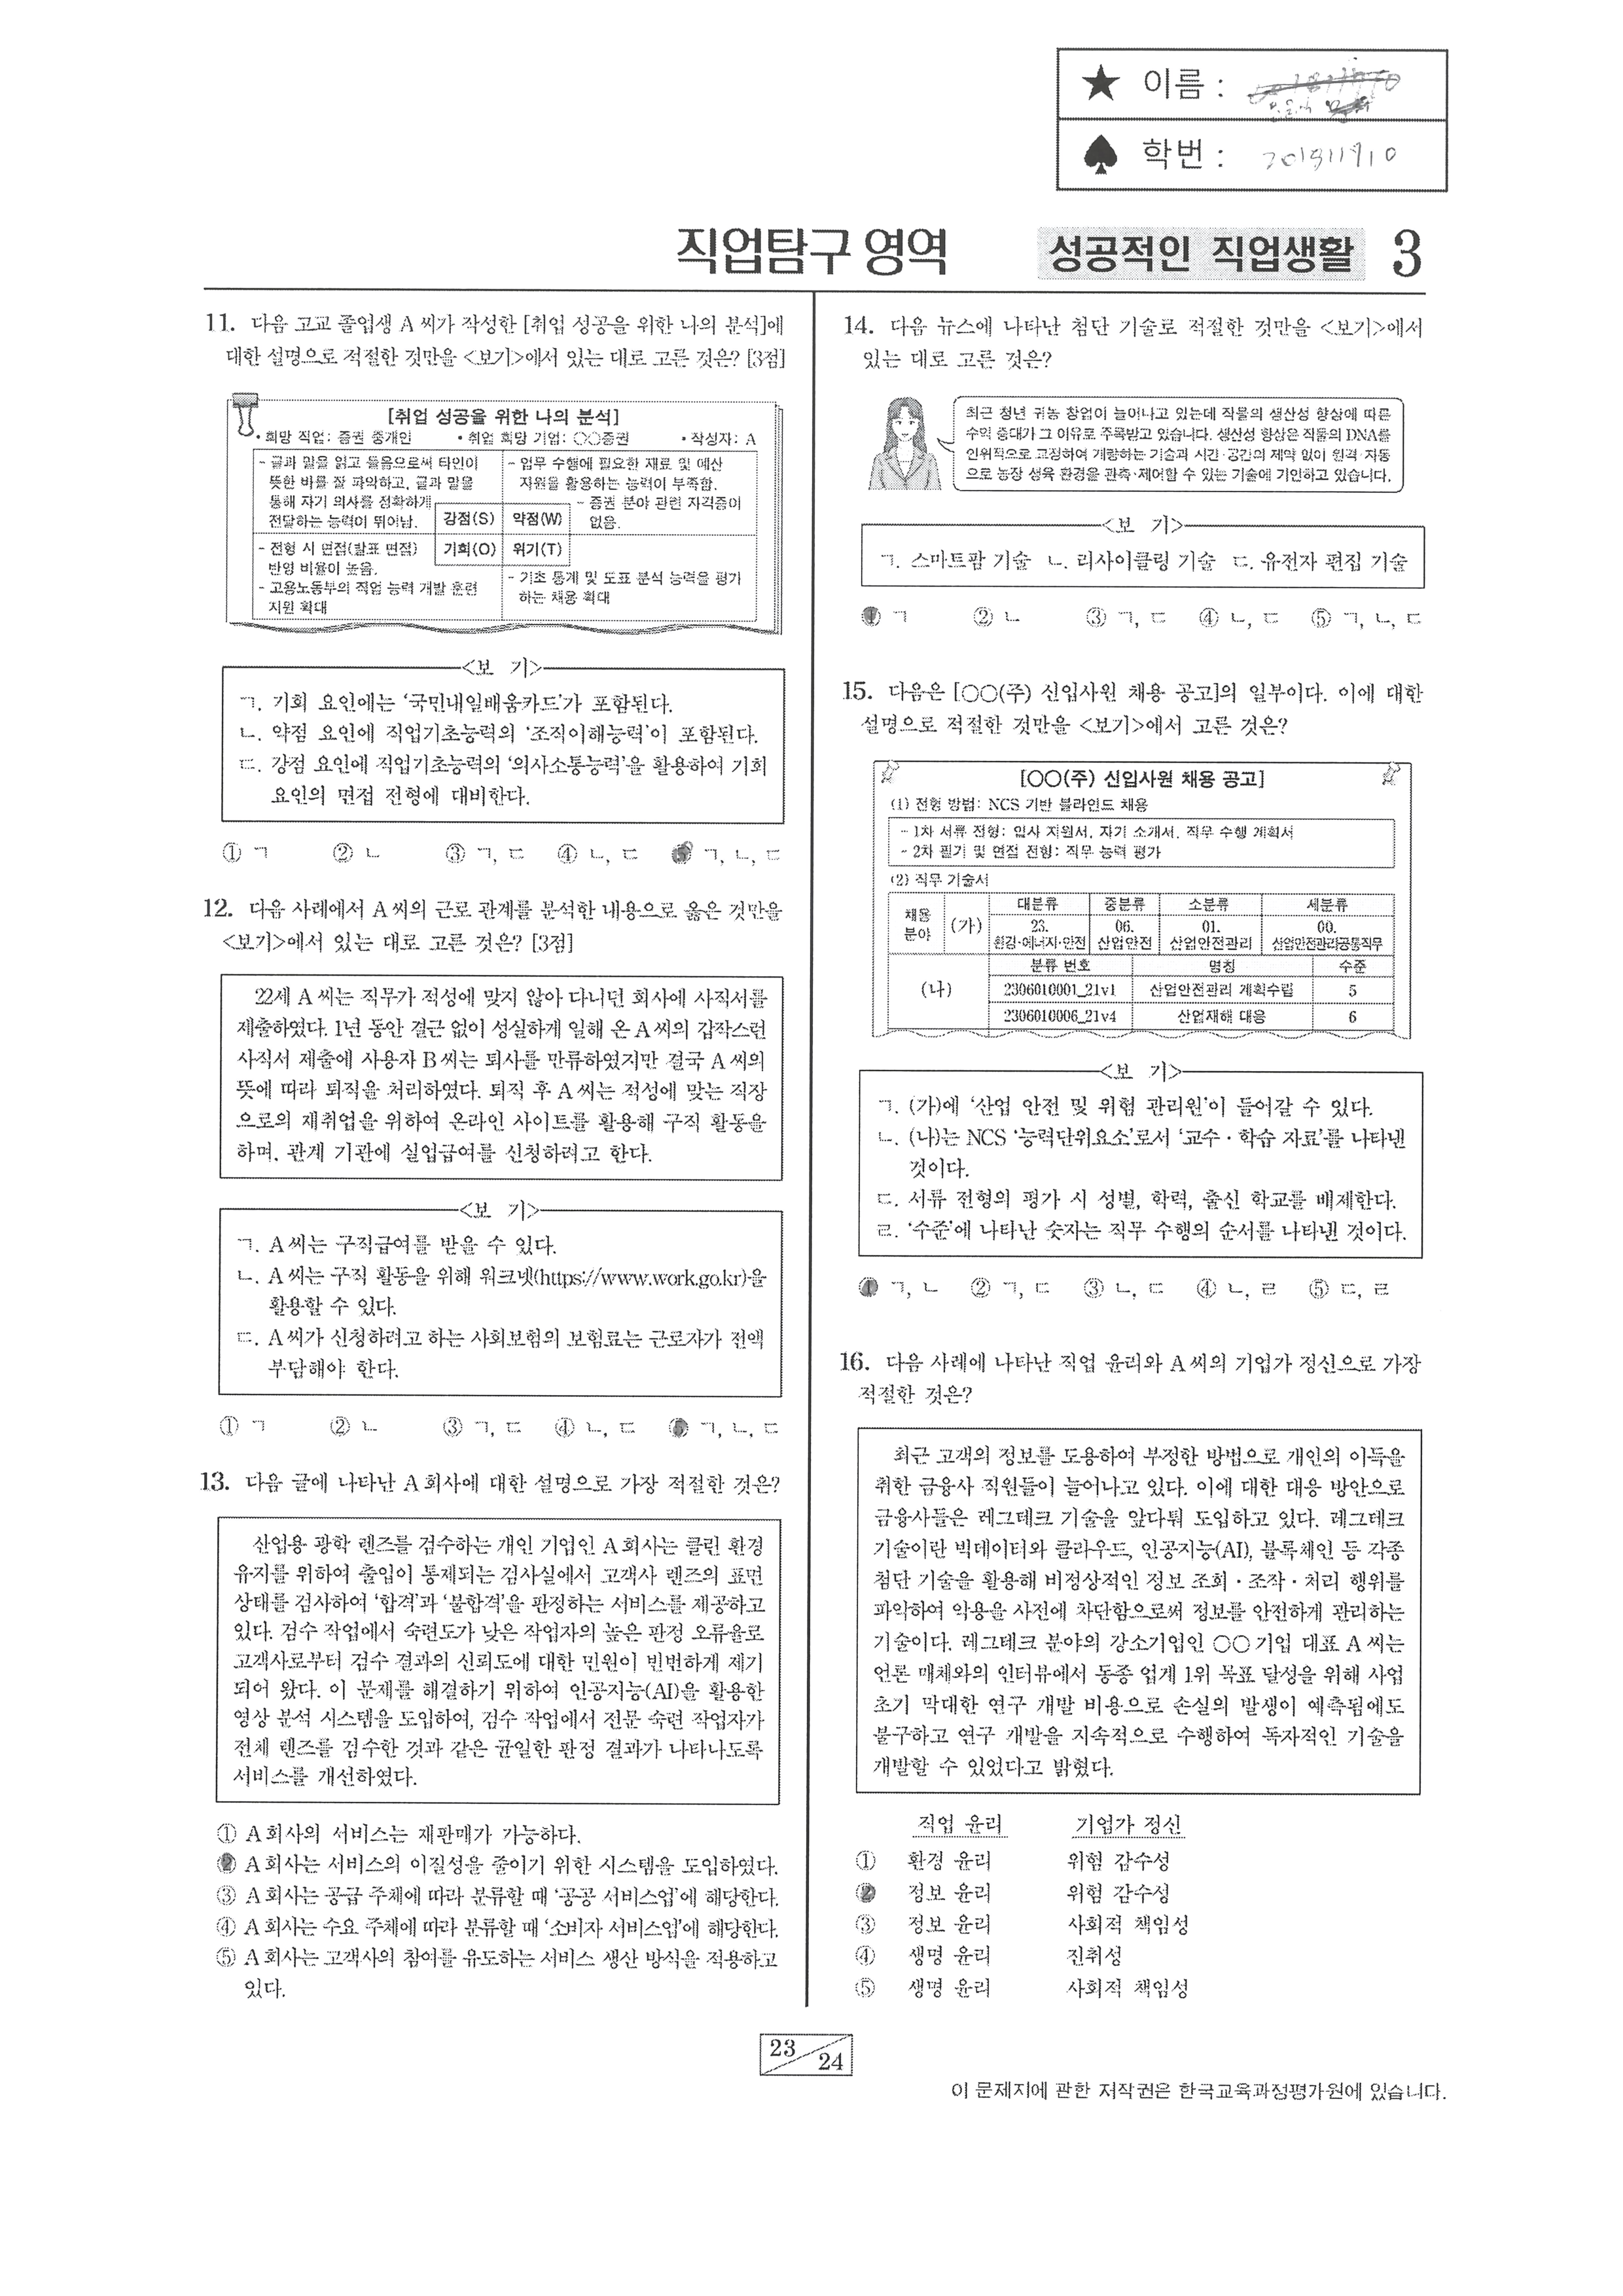 ★ 이름 :
♠ 학번 : 201811910
직업탐구 영역 성공적인 직업생활 3
11. 다음 고교 졸업생 A 씨가 작성한 [취업 성공을 위한 나의 분석]에
대한 설명으로 적절한 것만을 <보기>에서 있는 대로 고른 것은? [3점]
[취업 성공을 위한 나의 분석]
• 희망 직업: 증권 중개인 • 취업 희망 기업: ○○증권 • 작성자: A
- 글과 말을 읽고 들음으로써 타인이
뜻한 바를 잘 파악하고, 글과 말을
통해 자기 의사를 정확하게
전달하는 능력이 뛰어남.
- 업무 수행에 필요한 재료 및 예산
자원을 활용하는 능력이 부족함.
- 증권 분야 관련 자격증이
없음.
강점(S) 약점(W)
기회(O) 위기(T)
- 전형 시 면접(발표 면접)
반영 비율이 높음.
- 고용노동부의 직업 능력 개발 훈련
지원 확대
- 기초 통계 및 도표 분석 능력을 평가
하는 채용 확대
<보 기>
ㄱ. 기회 요인에는 ‘국민내일배움카드’가 포함된다.
ㄴ. 약점 요인에 직업기초능력의 ‘조직이해능력’이 포함된다.
ㄷ. 강점 요인에 직업기초능력의 ‘의사소통능력’을 활용하여 기회
요인의 면접 전형에 대비한다.
① ㄱ ② ㄴ ③ ㄱ, ㄷ ④ ㄴ, ㄷ ⑤ ㄱ, ㄴ, ㄷ
12. 다음 사례에서 A 씨의 근로 관계를 분석한 내용으로 옳은 것만을
<보기>에서 있는 대로 고른 것은? [3점]
22세 A 씨는 직무가 적성에 맞지 않아 다니던 회사에 사직서를
제출하였다. 1년 동안 결근 없이 성실하게 일해 온 A 씨의 갑작스런
사직서 제출에 사용자 B 씨는 퇴사를 만류하였지만 결국 A 씨의
뜻에 따라 퇴직을 처리하였다. 퇴직 후 A 씨는 적성에 맞는 직장
으로의 재취업을 위하여 온라인 사이트를 활용해 구직 활동을
하며, 관계 기관에 실업급여를 신청하려고 한다.
<보 기>
ㄱ. A 씨는 구직급여를 받을 수 있다.
ㄴ. A 씨는 구직 활동을 위해 워크넷(https://www.work.go.kr)을
활용할 수 있다.
ㄷ. A 씨가 신청하려고 하는 사회보험의 보험료는 근로자가 전액
부담해야 한다.
① ㄱ ② ㄴ ③ ㄱ, ㄷ ④ ㄴ, ㄷ ⑤ ㄱ, ㄴ, ㄷ
13. 다음 글에 나타난 A 회사에 대한 설명으로 가장 적절한 것은?
산업용 광학 렌즈를 검수하는 개인 기업인 A 회사는 클린 환경
유지를 위하여 출입이 통제되는 검사실에서 고객사 렌즈의 표면
상태를 검사하여 ‘합격’과 ‘불합격’을 판정하는 서비스를 제공하고
있다. 검수 작업에서 숙련도가 낮은 작업자의 높은 판정 오류율로
고객사로부터 검수 결과의 신뢰도에 대한 민원이 빈번하게 제기
되어 왔다. 이 문제를 해결하기 위하여 인공지능(AI)을 활용한
영상 분석 시스템을 도입하여, 검수 작업에서 전문 숙련 작업자가
전체 렌즈를 검수한 것과 같은 균일한 판정 결과가 나타나도록
서비스를 개선하였다.
① A 회사의 서비스는 재판매가 가능하다.
② A 회사는 서비스의 이질성을 줄이기 위한 시스템을 도입하였다.
③ A 회사는 공급 주체에 따라 분류할 때 ‘공공 서비스업’에 해당한다.
④ A 회사는 수요 주체에 따라 분류할 때 ‘소비자 서비스업’에 해당한다.
⑤ A 회사는 고객사의 참여를 유도하는 서비스 생산 방식을 적용하고
있다.
14. 다음 뉴스에 나타난 첨단 기술로 적절한 것만을 <보기>에서
있는 대로 고른 것은?
최근 청년 귀농 창업이 늘어나고 있는데 작물의 생산성 향상에 따른
수익 증대가 그 이유로 주목받고 있습니다. 생산성 향상은 작물의 DNA를
인위적으로 교정하여 개량하는 기술과 시간·공간의 제약 없이 원격·자동
으로 농장 생육 환경을 관측·제어할 수 있는 기술에 기인하고 있습니다.
<보 기>
ㄱ. 스마트팜 기술 ㄴ. 리사이클링 기술 ㄷ. 유전자 편집 기술
① ㄱ ② ㄴ ③ ㄱ, ㄷ ④ ㄴ, ㄷ ⑤ ㄱ, ㄴ, ㄷ
15. 다음은 [○○(주) 신입사원 채용 공고]의 일부이다. 이에 대한
설명으로 적절한 것만을 <보기>에서 고른 것은?
[○○(주) 신입사원 채용 공고]
(1) 전형 방법: NCS 기반 블라인드 채용
- 1차 서류 전형: 입사 지원서, 자기 소개서, 직무 수행 계획서
- 2차 필기 및 면접 전형: 직무 능력 평가
(2) 직무 기술서
채용 분야 (가) 대분류 중분류 소분류 세분류
23. 06. 01. 00.
환경·에너지·안전 산업안전 산업안전관리 산업안전관리공통직무
(나) 분류 번호 명칭 수준
2306010001_21v1 산업안전관리 계획수립 5
2306010006_21v4 산업재해 대응 6
<보 기>
ㄱ. (가)에 ‘산업 안전 및 위험 관리원’이 들어갈 수 있다.
ㄴ. (나)는 NCS ‘능력단위요소’로서 ‘교수·학습 자료’를 나타낸
것이다.
ㄷ. 서류 전형의 평가 시 성별, 학력, 출신 학교를 배제한다.
ㄹ. ‘수준’에 나타난 숫자는 직무 수행의 순서를 나타낸 것이다.
① ㄱ, ㄴ ② ㄱ, ㄷ ③ ㄴ, ㄷ ④ ㄴ, ㄹ ⑤ ㄷ, ㄹ
16. 다음 사례에 나타난 직업 윤리와 A 씨의 기업가 정신으로 가장
적절한 것은?
최근 고객의 정보를 도용하여 부정한 방법으로 개인의 이득을
취한 금융사 직원들이 늘어나고 있다. 이에 대한 대응 방안으로
금융사들은 레그테크 기술을 앞다퉈 도입하고 있다. 레그테크
기술이란 빅데이터와 클라우드, 인공지능(AI), 블록체인 등 각종
첨단 기술을 활용해 비정상적인 정보 조회·조작·처리 행위를
파악하여 악용을 사전에 차단함으로써 정보를 안전하게 관리하는
기술이다. 레그테크 분야의 강소기업인 ○○기업 대표 A 씨는
언론 매체와의 인터뷰에서 동종 업계 1위 목표 달성을 위해 사업
초기 막대한 연구 개발 비용으로 손실의 발생이 예측됨에도
불구하고 연구 개발을 지속적으로 수행하여 독자적인 기술을
개발할 수 있었다고 밝혔다.
직업 윤리 기업가 정신
① 환경 윤리 위험 감수성
② 정보 윤리 위험 감수성
③ 정보 윤리 사회적 책임성
④ 생명 윤리 진취성
⑤ 생명 윤리 사회적 책임성
23 / 24
이 문제지에 관한 저작권은 한국교육과정평가원에 있습니다.